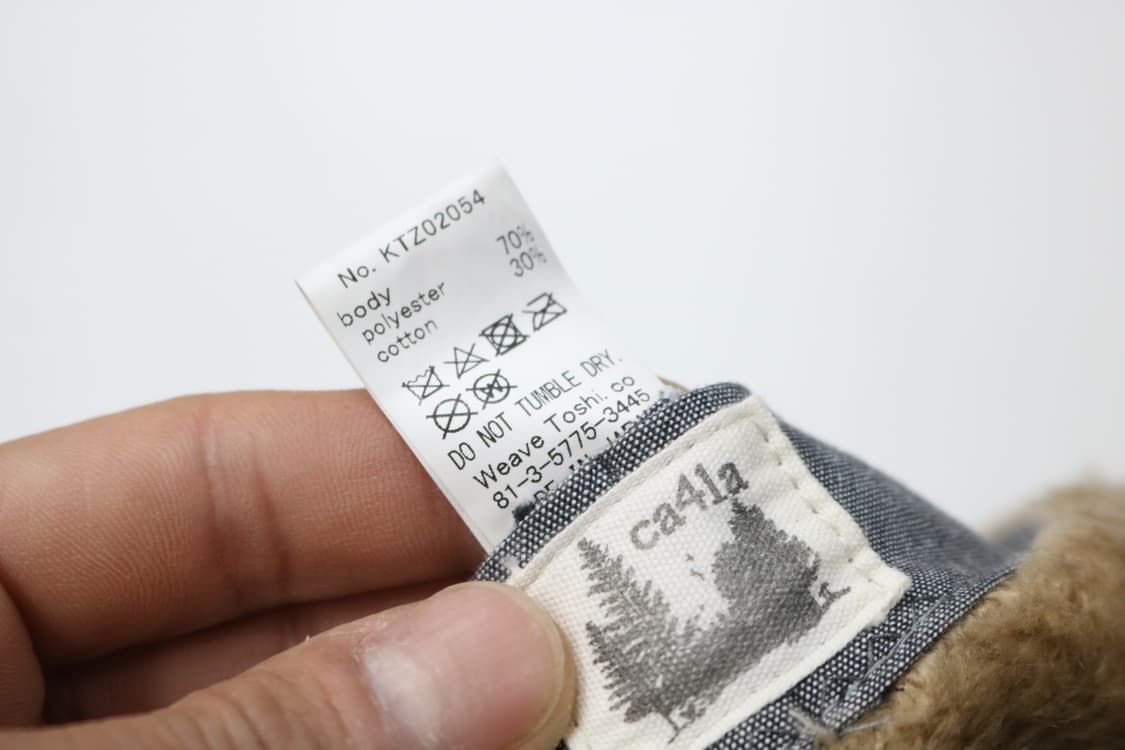 No. KTZ02054
body
polyester 70%
cotton 30%
DO NOT TUMBLE DRY.
Weave Toshi.co
81-3-5775-3445
ca4la